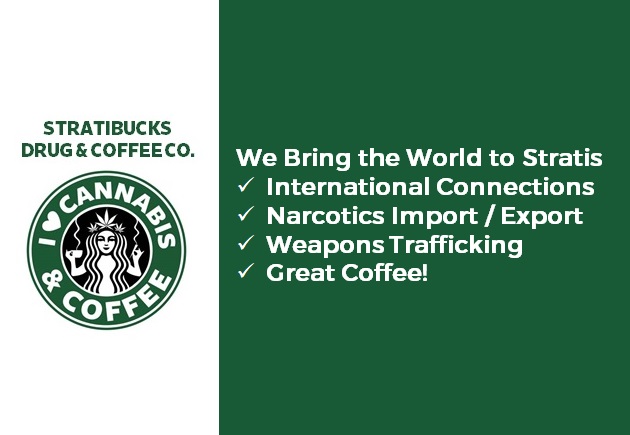 STRATIBUCKS
DRUG & COFFEE CO.
I ♥ CANNABIS
& COFFEE
We Bring the World to Stratis
✓ International Connections
✓ Narcotics Import / Export
✓ Weapons Trafficking
✓ Great Coffee!